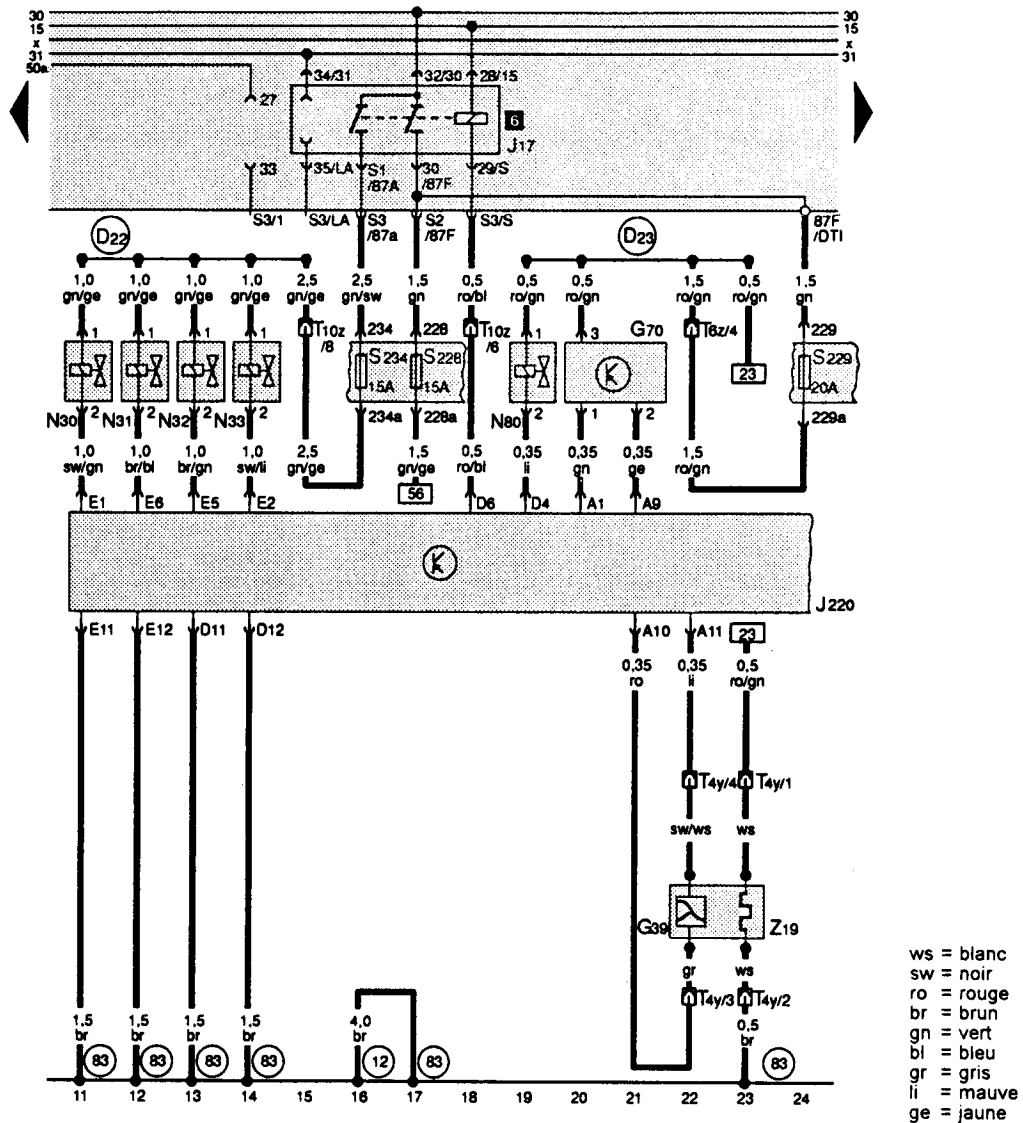 30 30
15 15
x x
31 31
50a
34/31 32/30 28/15
27
6
J17
33 35/LA S1/87A 30/87F 29/S
S3/1 S3/LA S3/87a S2/87F S3/S 87F/DTI
D22 D23
1,0 1,0 1,0 1,0 2,5 2,5 1,5 0,5 0,5 0,5 1,5 0,5 1,5
gn/ge gn/ge gn/ge gn/ge gn/ge gn/sw gn ro/bl ro/gn ro/gn ro/gn ro/gn gn
1 1 1 1 T10z/8 234 228 T10z/6 1 3 G70 T6z/4 229
S234 S228 23 S229
15A 15A 20A
N30 2 N31 2 N32 2 N33 2 234a 228a N80 2 1 2 229a
1,0 1,0 1,0 1,0 2,5 1,5 0,5 0,35 0,35 0,35 1,5
sw/gn br/bl br/gn sw/li gn/ge gn/ge ro/bl li gn ge ro/gn
56
E1 E6 E5 E2 D6 D4 A1 A9
J220
E11 E12 D11 D12 A10 A11 23
0,35 0,35 0,5
ro li ro/gn
T4y/4 T4y/1
sw/ws ws
G39 Z19
gr ws
T4y/3 T4y/2
1,5 1,5 1,5 1,5 4,0 0,5
br br br br br br
83 83 83 83 12 83 83
11 12 13 14 15 16 17 18 19 20 21 22 23 24
ws = blanc
sw = noir
ro = rouge
br = brun
gn = vert
bl = bleu
gr = gris
li = mauve
ge = jaune